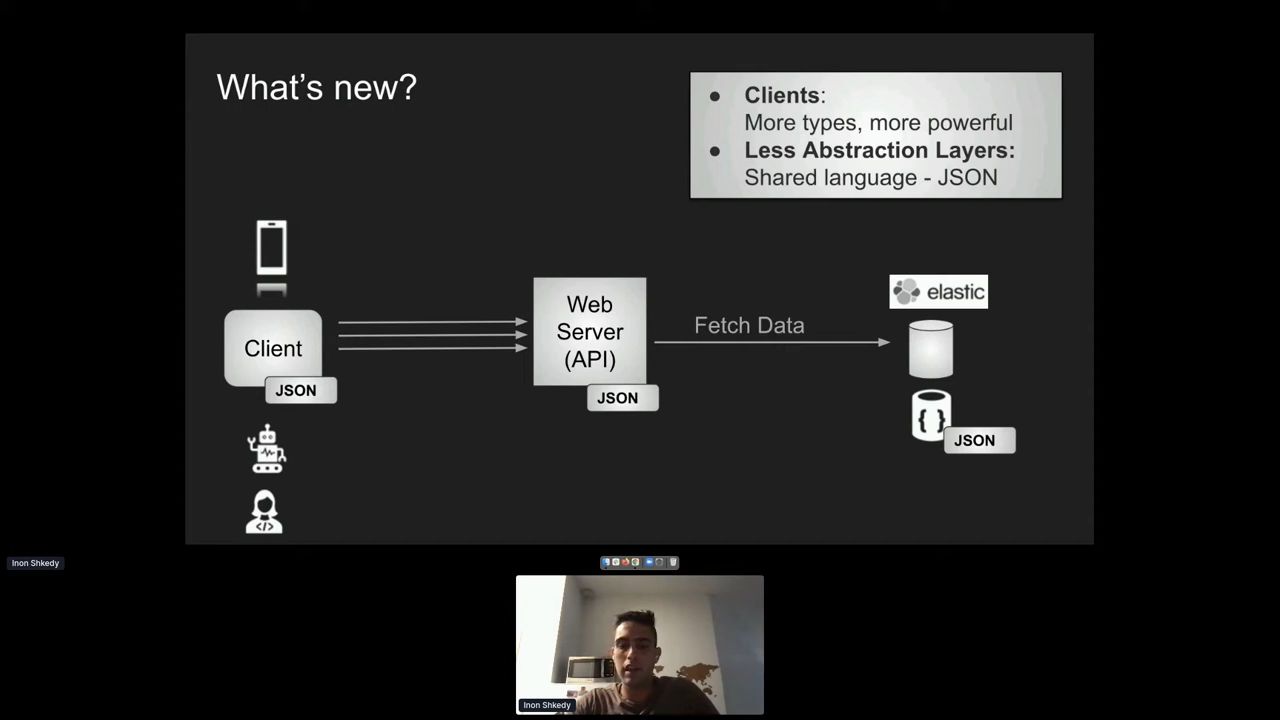 What's new?
● Clients:
More types, more powerful
● Less Abstraction Layers:
Shared language - JSON
Client
JSON
Web
Server
(API)
JSON
Fetch Data
elastic
{ }
JSON
</>
Inon Shkedy
Inon Shkedy